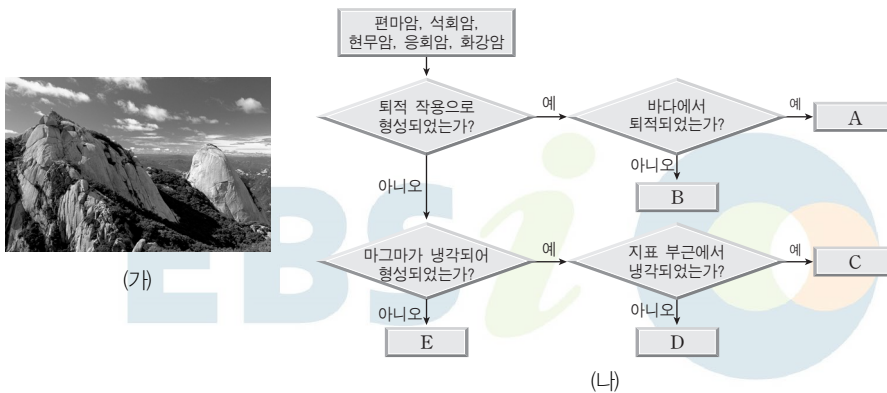 편마암, 석회암,
현무암, 응회암, 화강암
퇴적 작용으로
형성되었는가?
예
바다에서
퇴적되었는가?
예
A
아니오
B
아니오
마그마가 냉각되어
형성되었는가?
예
지표 부근에서
냉각되었는가?
예
C
아니오
E
아니오
D
(가)
(나)
EBSi